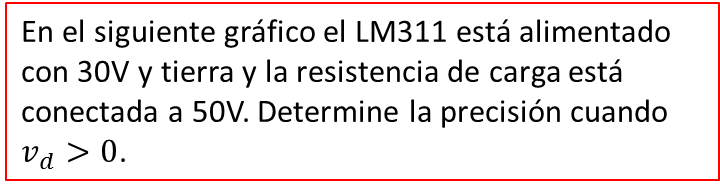 En el siguiente gráfico el LM311 está alimentado
con 30V y tierra y la resistencia de carga está
conectada a 50V. Determine la precisión cuando
𝑣𝑑 > 0.